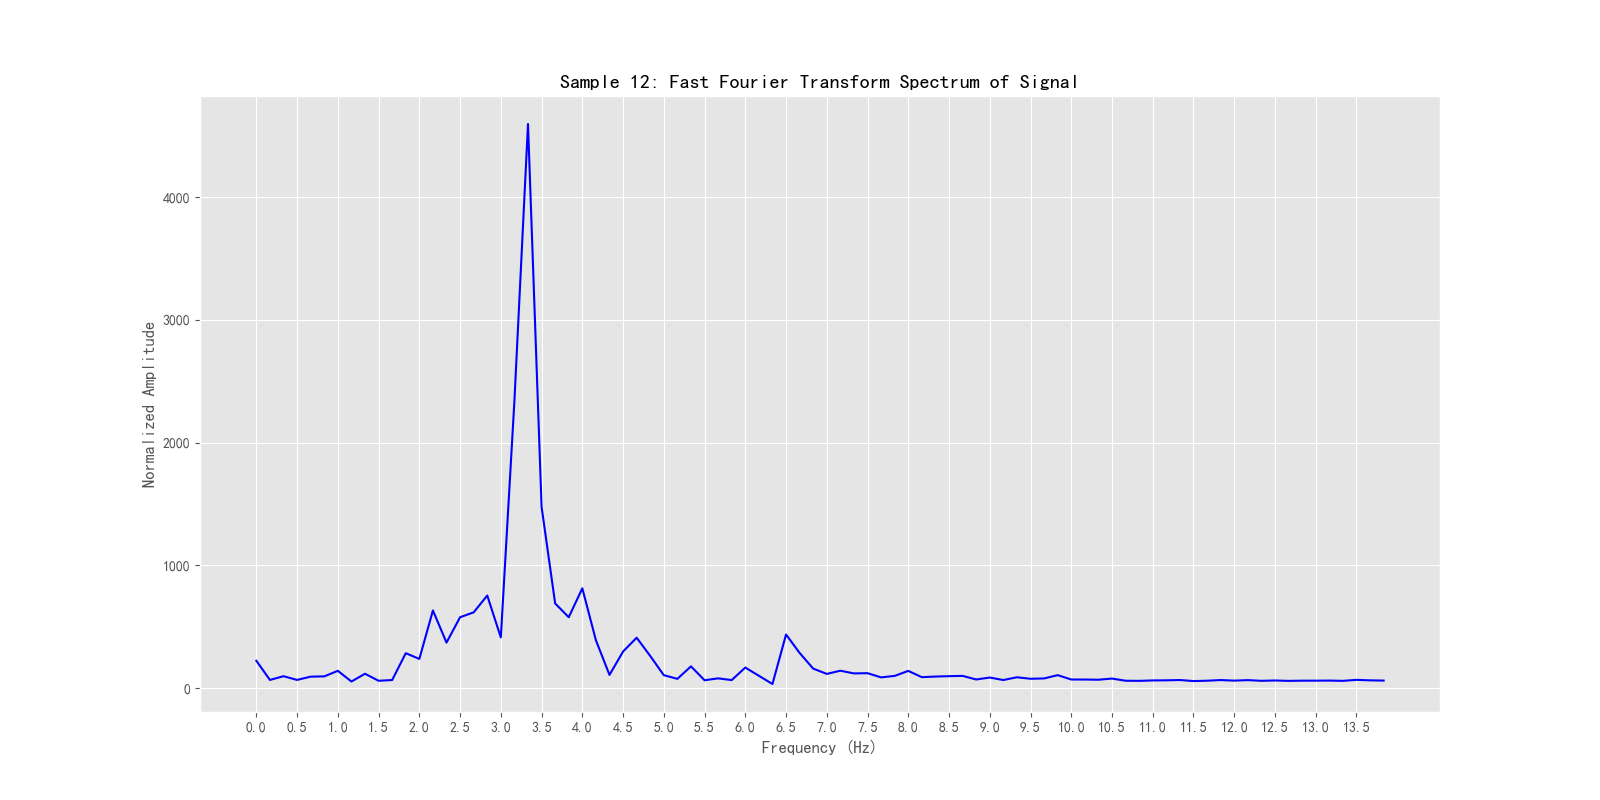 Sample 12: Fast Fourier Transform Spectrum of Signal
Normalized Amplitude
4000
3000
2000
1000
0
0.0 0.5 1.0 1.5 2.0 2.5 3.0 3.5 4.0 4.5 5.0 5.5 6.0 6.5 7.0 7.5 8.0 8.5 9.0 9.5 10.0 10.5 11.0 11.5 12.0 12.5 13.0 13.5
Frequency (Hz)